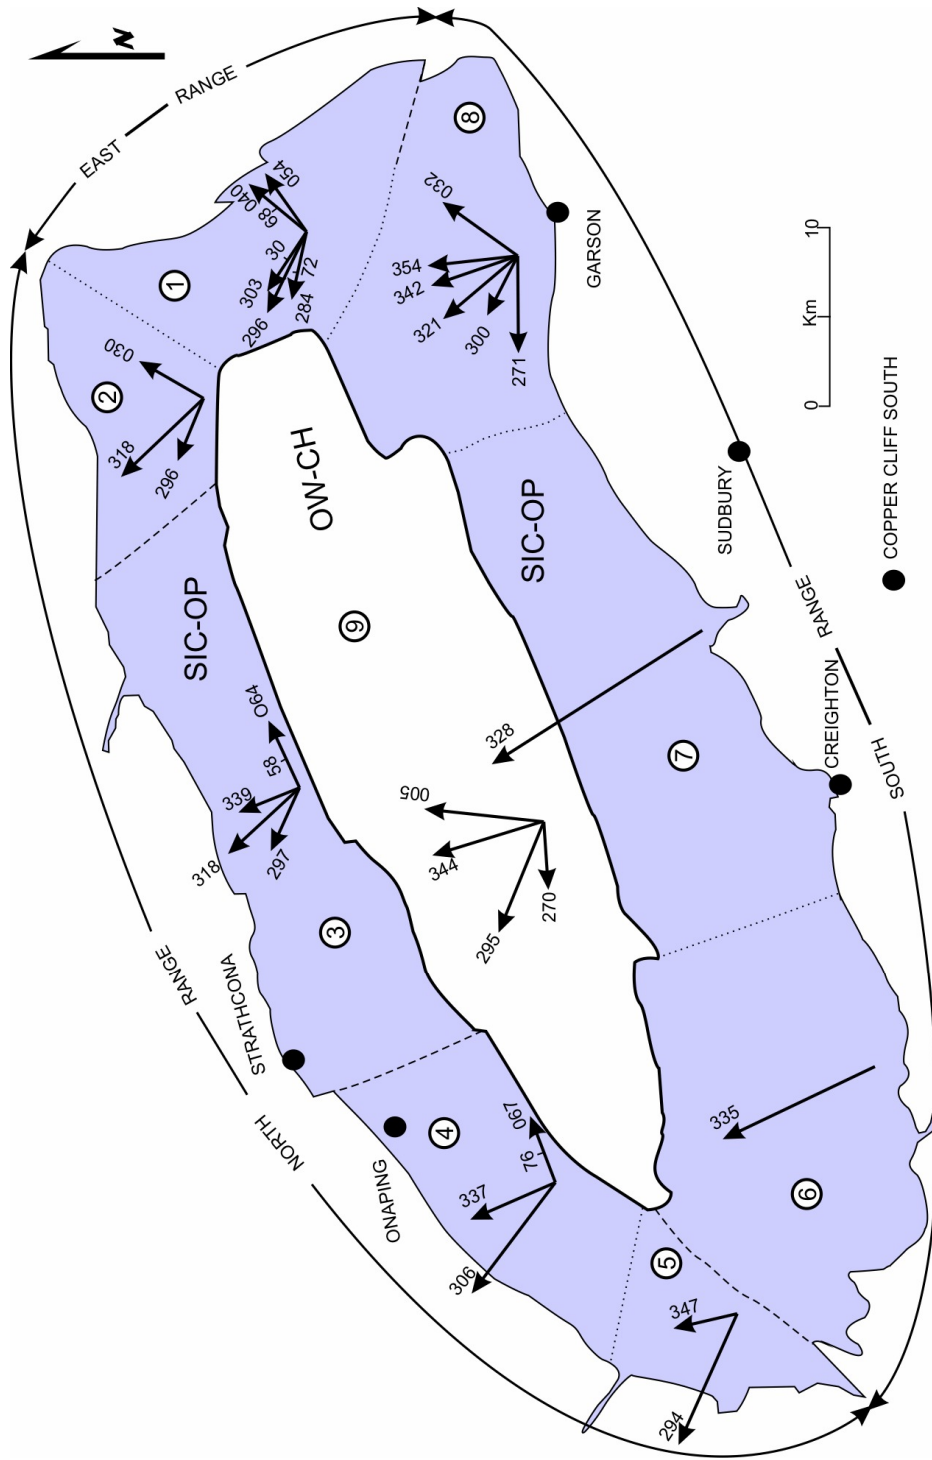 N
EAST
RANGE
8
054
040
68
032
1
30
72
303
284
296
354
342
321
300
271
GARSON
10
Km
0
030
2
318
296
OW-CH
SIC-OP
SIC-OP
9
SUDBURY
COPPER CLIFF SOUTH
RANGE
SOUTH
CREIGHTON
7
328
064
58
339
318
297
005
344
295
270
3
RANGE
NORTH
STRATHCONA
4
067
76
337
306
ONAPING
335
6
5
347
294